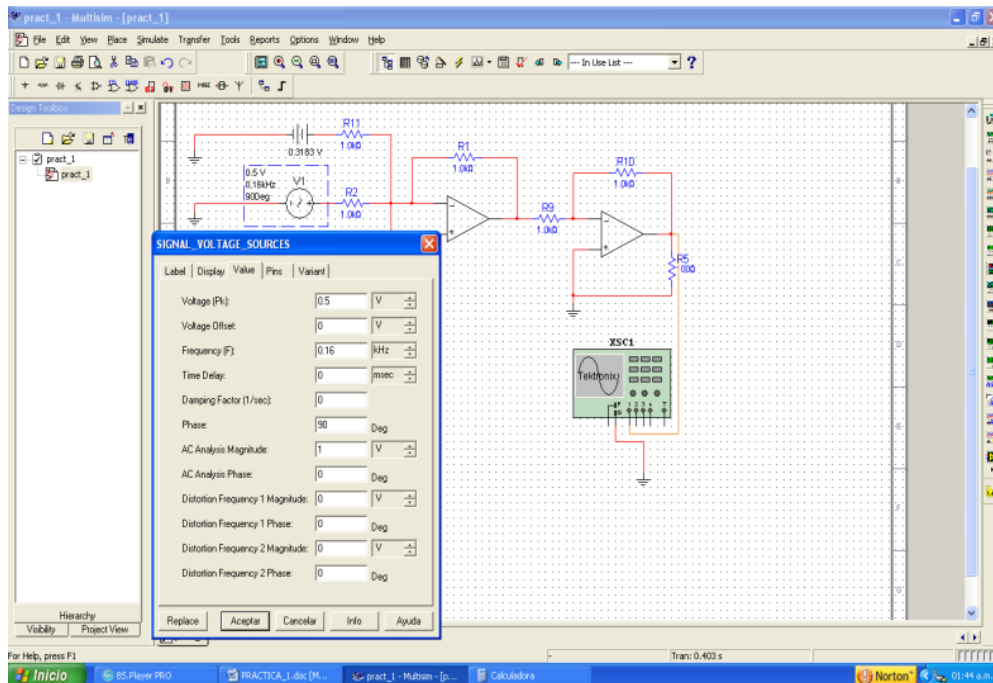 pract_1 - Multisim - [pract_1]
File Edit View Place Simulate Transfer Tools Reports Options Window Help
--- In Use List ---
?
MISC
Design Toolbox
pract_1
pract_1
R11
1.0kΩ
0.3183 V
0.5 V
0.16kHz
90Deg
V1
R2
1.0kΩ
R1
1.0kΩ
R9
1.0kΩ
R10
1.0kΩ
R5
00Ω
XSC1
Tektronix
1 2 3 4 T
SIGNAL_VOLTAGE_SOURCES
Label Display Value Pins Variant
Voltage (Pk): 0.5 V
Voltage Offset: 0 V
Frequency (F): 0.16 kHz
Time Delay: 0 msec
Damping Factor (1/sec): 0
Phase: 90 Deg
AC Analysis Magnitude: 1 V
AC Analysis Phase: 0 Deg
Distortion Frequency 1 Magnitude: 0 V
Distortion Frequency 1 Phase: 0 Deg
Distortion Frequency 2 Magnitude: 0 V
Distortion Frequency 2 Phase: 0 Deg
Replace Aceptar Cancelar Info Ayuda
Hierarchy
Visibility Project View
For Help, press F1
- Tran: 0.403 s
Inicio BS.Player PRO PRACTICA_1.doc [M... pract_1 - Multisim - [p... Calculadora Norton™ 01:44 a.m.